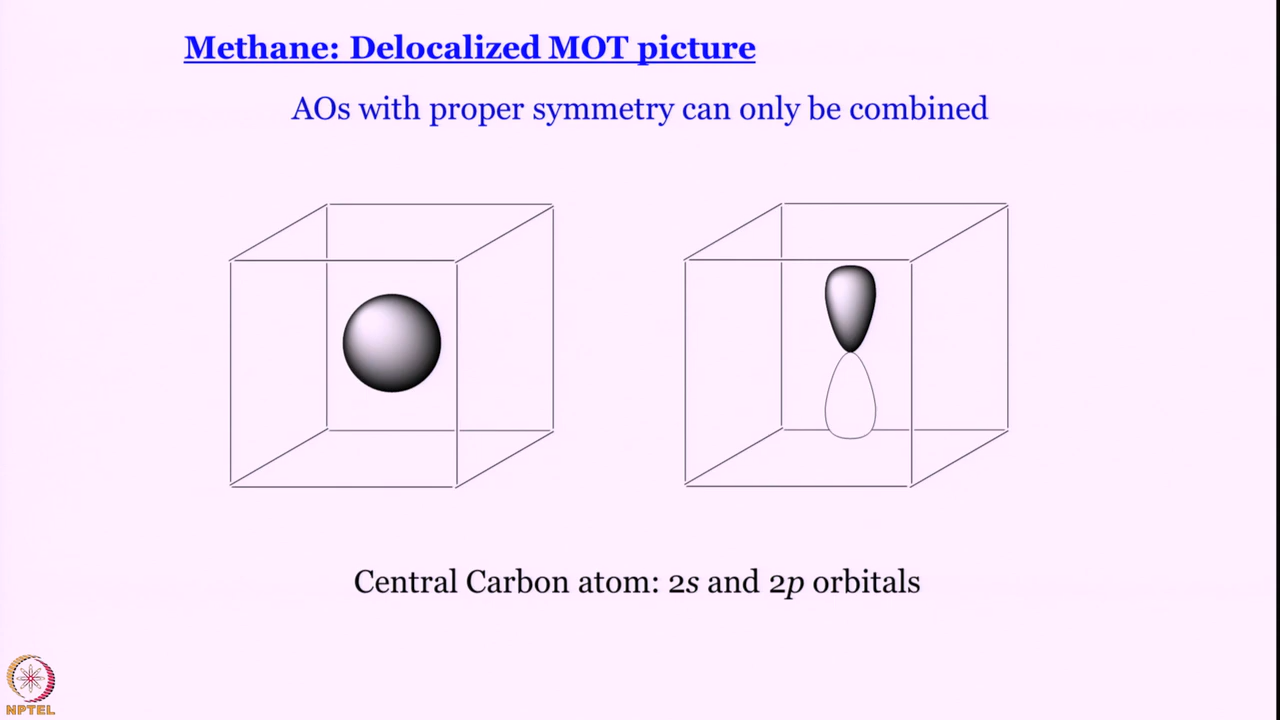 Methane: Delocalized MOT picture
AOs with proper symmetry can only be combined
Central Carbon atom: 2s and 2p orbitals
NPTEL